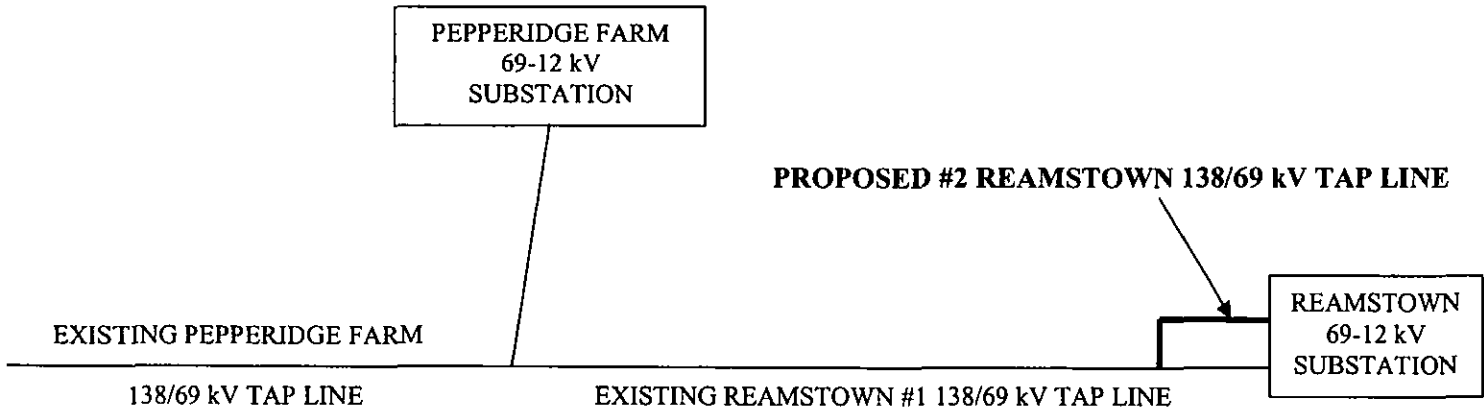 PEPPERIDGE FARM
69-12 kV
SUBSTATION
PROPOSED #2 REAMSTOWN 138/69 kV TAP LINE
REAMSTOWN
69-12 kV
SUBSTATION
EXISTING PEPPERIDGE FARM
138/69 kV TAP LINE
EXISTING REAMSTOWN #1 138/69 kV TAP LINE